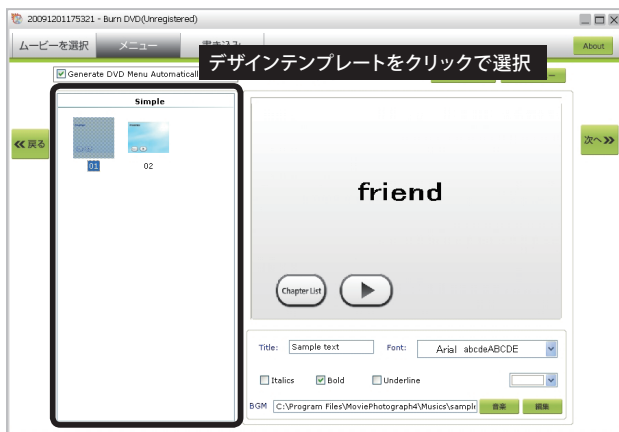 20091201175321 - Burn DVD(Unregistered)
ムービーを選択 メニュー
About
デザインテンプレートをクリックで選択
Generate DVD Menu Automatically
Simple
戻る
次へ
01 02
friend
Chapter List
Title: Sample text Font: Arial abcdeABCDE
Italics Bold Underline
BGM C:\Program Files\MoviePhotograph4\Musics\sample 音楽 編集